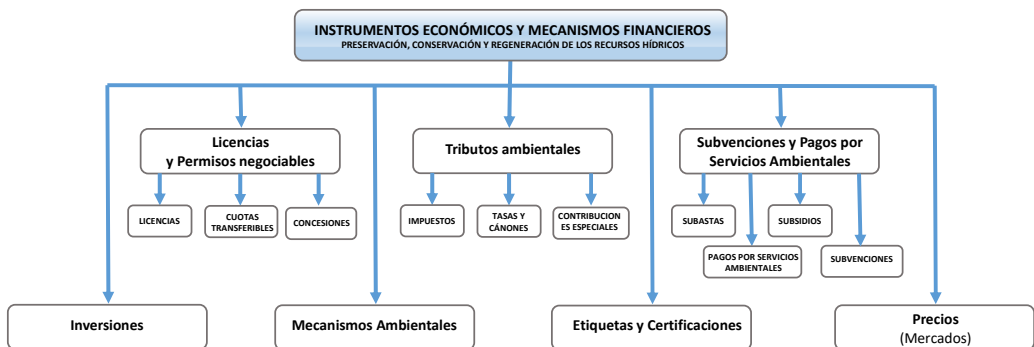 INSTRUMENTOS ECONÓMICOS Y MECANISMOS FINANCIEROS
PRESERVACIÓN, CONSERVACIÓN Y REGENERACIÓN DE LOS RECURSOS HÍDRICOS
Licencias
y Permisos negociables
Tributos ambientales
Subvenciones y Pagos por
Servicios Ambientales
LICENCIAS
CUOTAS
TRANSFERIBLES
CONCESIONES
IMPUESTOS
TASAS Y
CÁNONES
CONTRIBUCION
ES ESPECIALES
SUBASTAS
SUBSIDIOS
PAGOS POR SERVICIOS
AMBIENTALES
SUBVENCIONES
Inversiones
Mecanismos Ambientales
Etiquetas y Certificaciones
Precios
(Mercados)